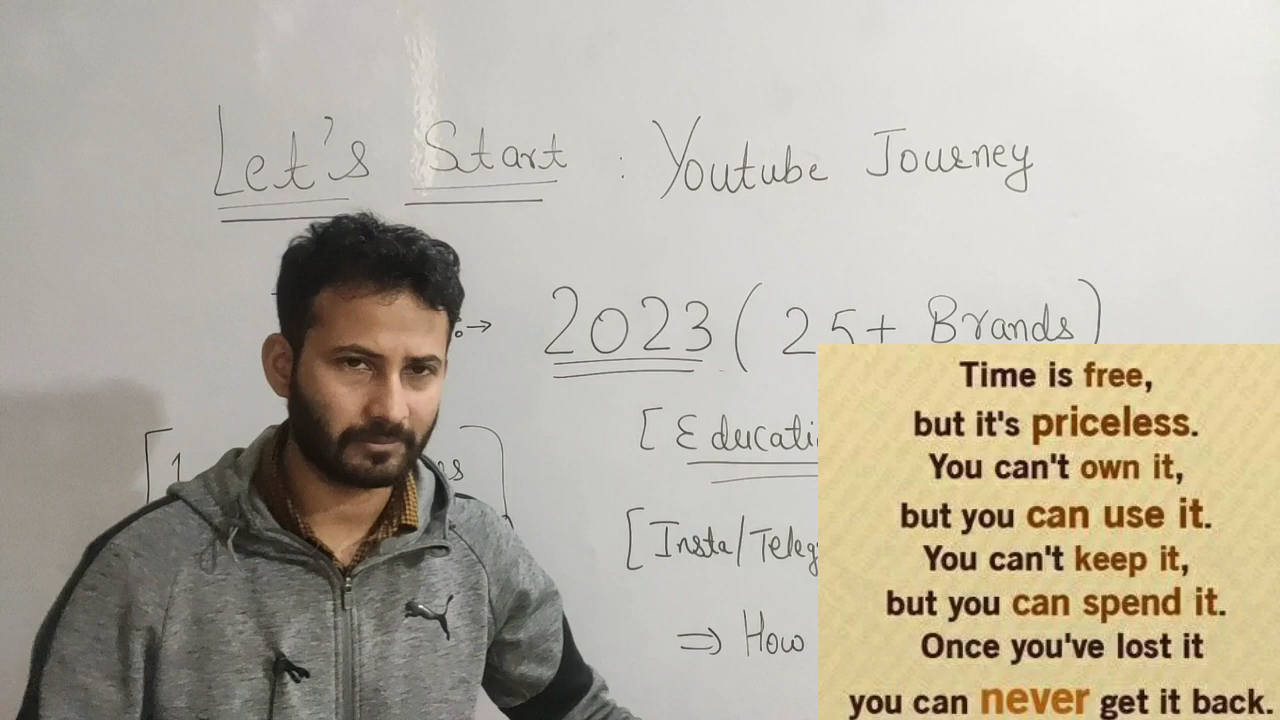 Let's Start : Youtube Journey
→ 2023 ( 25+ Brands )
[ Educati
[ 1
es
[ Insta/Teleg
⇒ How
Time is free,
but it's priceless.
You can't own it,
but you can use it.
You can't keep it,
but you can spend it.
Once you've lost it
you can never get it back.